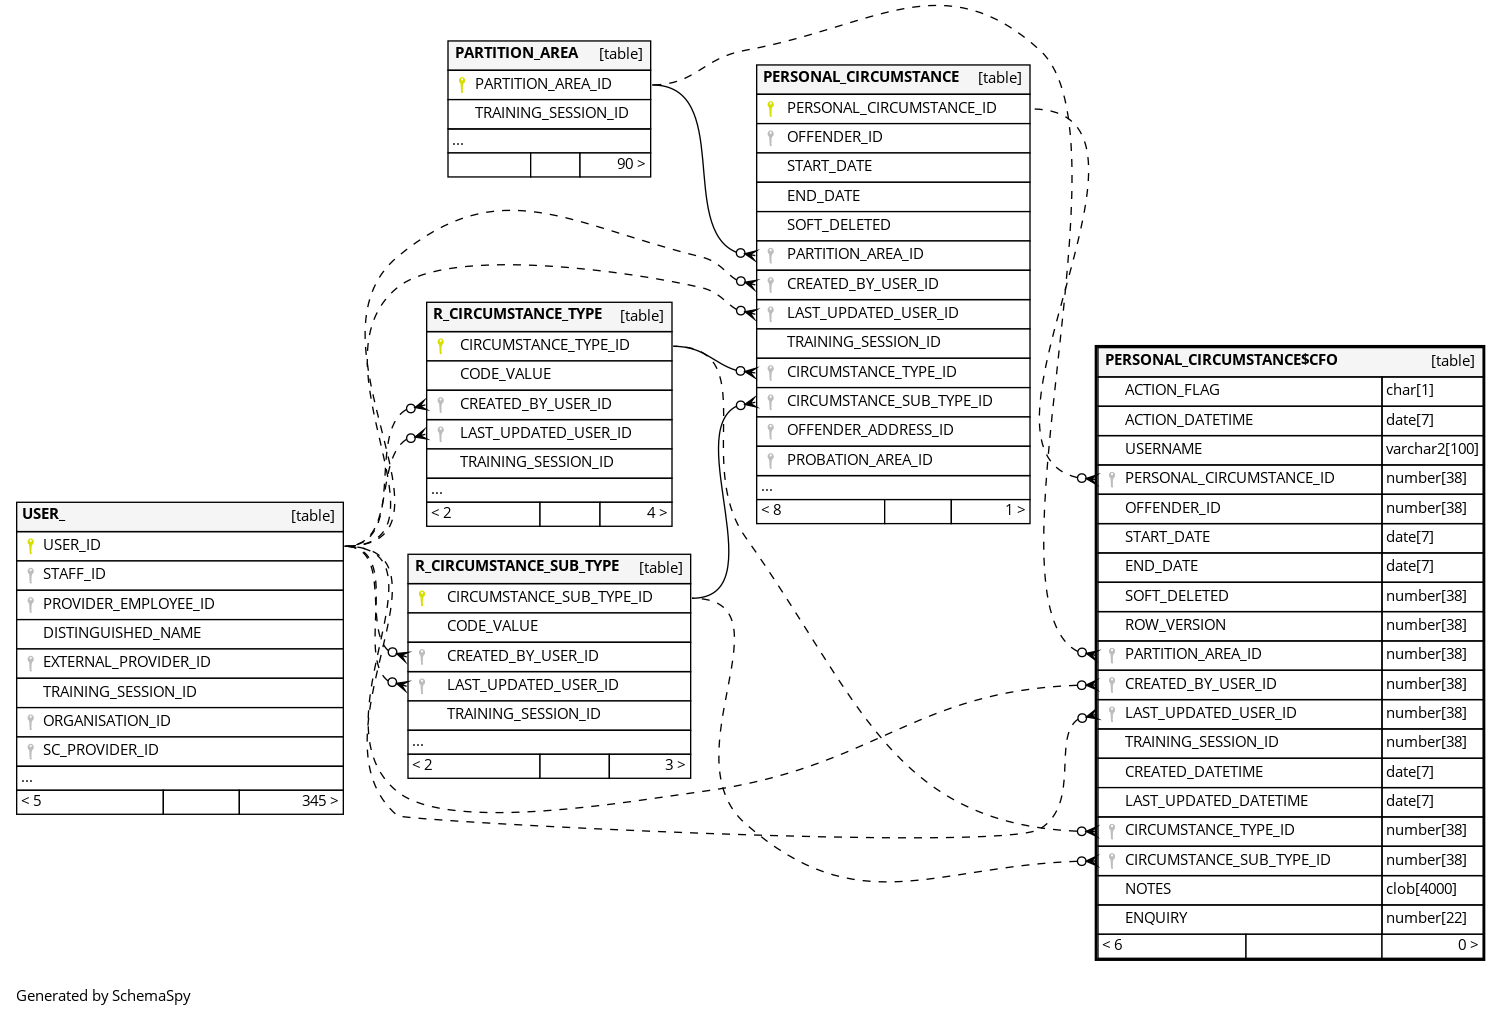 PARTITION_AREA [table]
PARTITION_AREA_ID
TRAINING_SESSION_ID
...
90 >
PERSONAL_CIRCUMSTANCE [table]
PERSONAL_CIRCUMSTANCE_ID
OFFENDER_ID
START_DATE
END_DATE
SOFT_DELETED
PARTITION_AREA_ID
CREATED_BY_USER_ID
LAST_UPDATED_USER_ID
TRAINING_SESSION_ID
CIRCUMSTANCE_TYPE_ID
CIRCUMSTANCE_SUB_TYPE_ID
OFFENDER_ADDRESS_ID
PROBATION_AREA_ID
...
< 8 1 >
R_CIRCUMSTANCE_TYPE [table]
CIRCUMSTANCE_TYPE_ID
CODE_VALUE
CREATED_BY_USER_ID
LAST_UPDATED_USER_ID
TRAINING_SESSION_ID
...
< 2 4 >
USER_ [table]
USER_ID
STAFF_ID
PROVIDER_EMPLOYEE_ID
DISTINGUISHED_NAME
EXTERNAL_PROVIDER_ID
TRAINING_SESSION_ID
ORGANISATION_ID
SC_PROVIDER_ID
...
< 5 345 >
R_CIRCUMSTANCE_SUB_TYPE [table]
CIRCUMSTANCE_SUB_TYPE_ID
CODE_VALUE
CREATED_BY_USER_ID
LAST_UPDATED_USER_ID
TRAINING_SESSION_ID
...
< 2 3 >
PERSONAL_CIRCUMSTANCE$CFO [table]
ACTION_FLAG char[1]
ACTION_DATETIME date[7]
USERNAME varchar2[100]
PERSONAL_CIRCUMSTANCE_ID number[38]
OFFENDER_ID number[38]
START_DATE date[7]
END_DATE date[7]
SOFT_DELETED number[38]
ROW_VERSION number[38]
PARTITION_AREA_ID number[38]
CREATED_BY_USER_ID number[38]
LAST_UPDATED_USER_ID number[38]
TRAINING_SESSION_ID number[38]
CREATED_DATETIME date[7]
LAST_UPDATED_DATETIME date[7]
CIRCUMSTANCE_TYPE_ID number[38]
CIRCUMSTANCE_SUB_TYPE_ID number[38]
NOTES clob[4000]
ENQUIRY number[22]
< 6 0 >
Generated by SchemaSpy